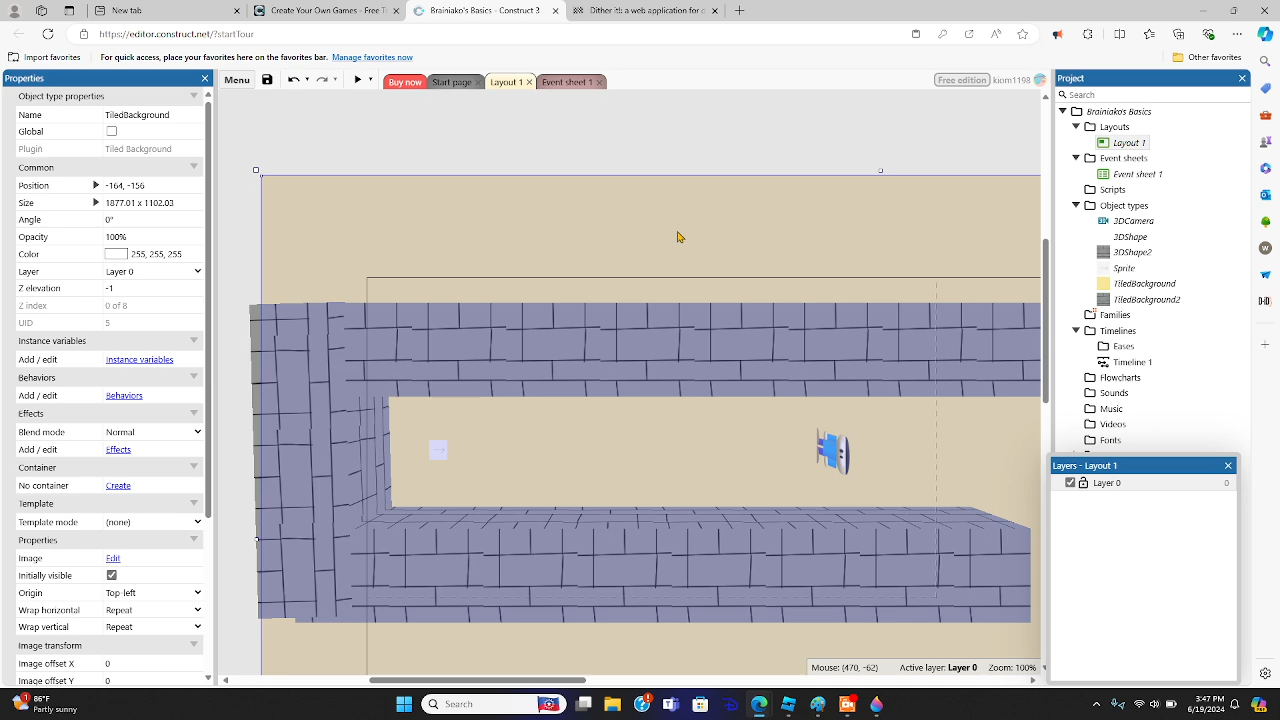 New tab
Create Your Own Games - Free T
Brainiako's Basics - Construct 3
Dither it!: a web application for d
https://editor.construct.net/?startTour
Import favorites
For quick access, place your favorites here on the favorites bar. Manage favorites now
Other favorites
Properties
Object type properties
Name TiledBackground
Global
Plugin Tiled Background
Common
Position -164, -156
Size 1877.01 x 1102.03
Angle 0°
Opacity 100%
Color 255, 255, 255
Layer Layer 0
Z elevation -1
Z index 0 of 8
UID 5
Instance variables
Add / edit Instance variables
Behaviors
Add / edit Behaviors
Effects
Blend mode Normal
Add / edit Effects
Container
No container Create
Template
Template mode (none)
Properties
Image Edit
Initially visible
Origin Top-left
Wrap horizontal Repeat
Wrap vertical Repeat
Image transform
Image offset X 0
Image offset Y 0
Menu
Buy now
Start page
Layout 1
Event sheet 1
Free edition
kiom1198
Mouse: (470, -62) Active layer: Layer 0 Zoom: 100%
Project
Search
Brainiako's Basics
Layouts
Layout 1
Event sheets
Event sheet 1
Scripts
Object types
3DCamera
3DShape
3DShape2
Sprite
TiledBackground
TiledBackground2
Families
Timelines
Eases
Timeline 1
Flowcharts
Sounds
Music
Videos
Fonts
Layers - Layout 1
Layer 0 0
86°F
Partly sunny
Search
3:47 PM
6/19/2024